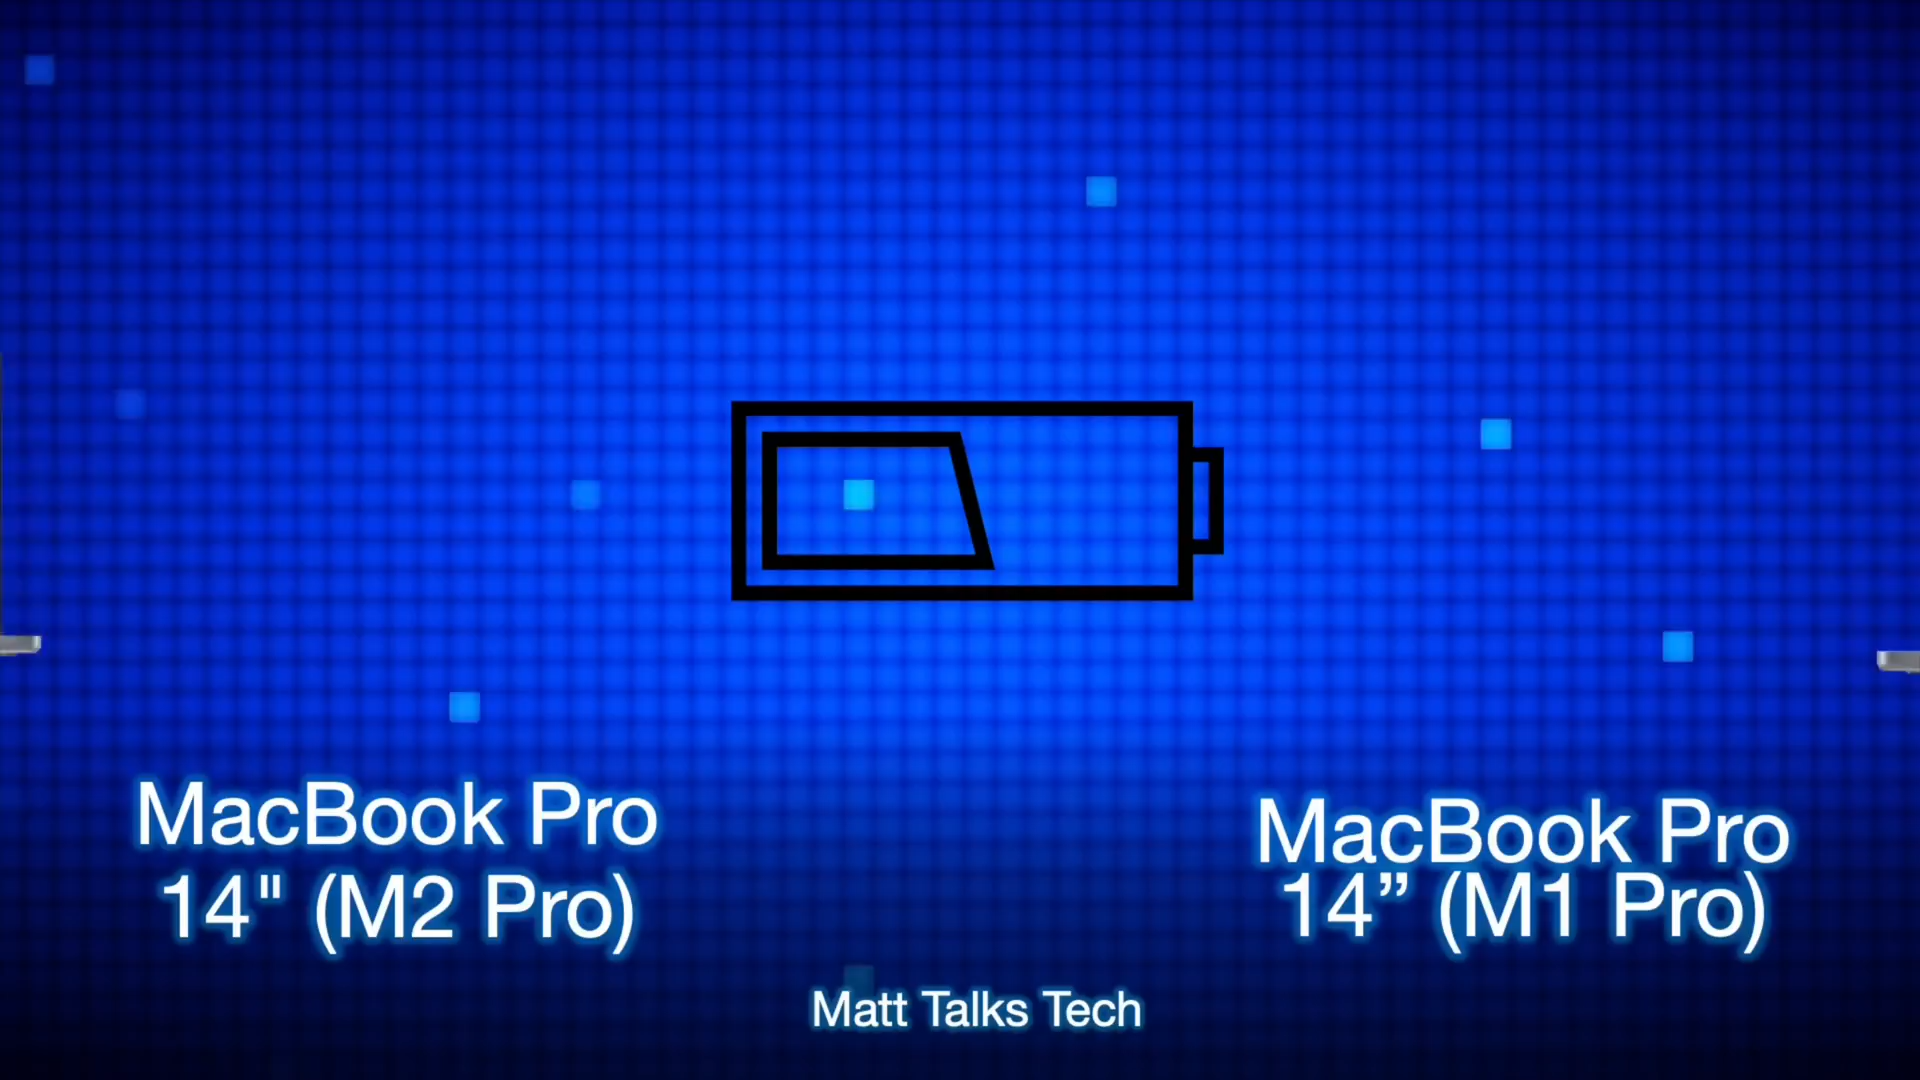 MacBook Pro
14" (M2 Pro)
MacBook Pro
14” (M1 Pro)
Matt Talks Tech